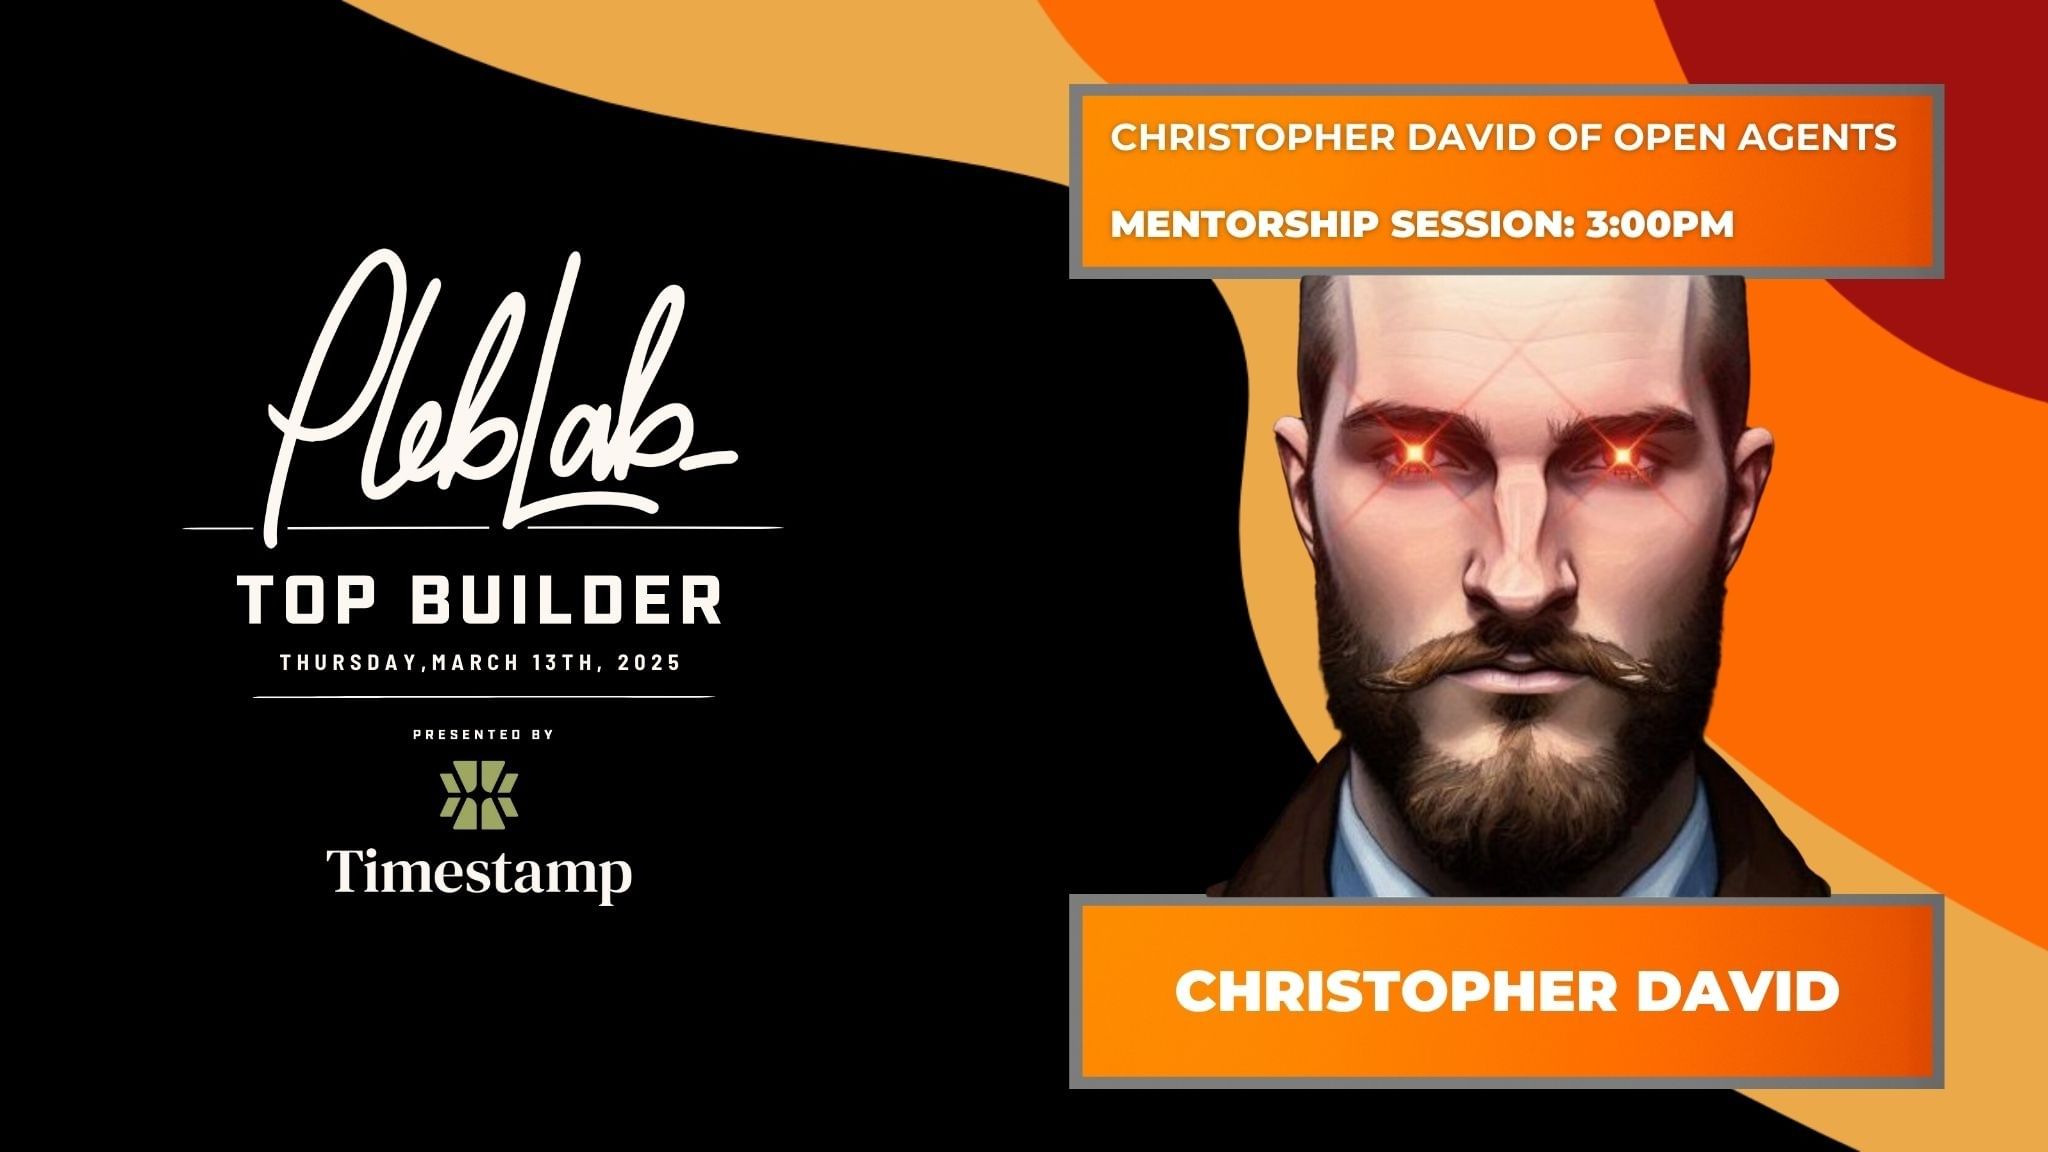 PlebLab
TOP BUILDER
THURSDAY,MARCH 13TH, 2025
PRESENTED BY
Timestamp
CHRISTOPHER DAVID OF OPEN AGENTS
MENTORSHIP SESSION: 3:00PM
CHRISTOPHER DAVID